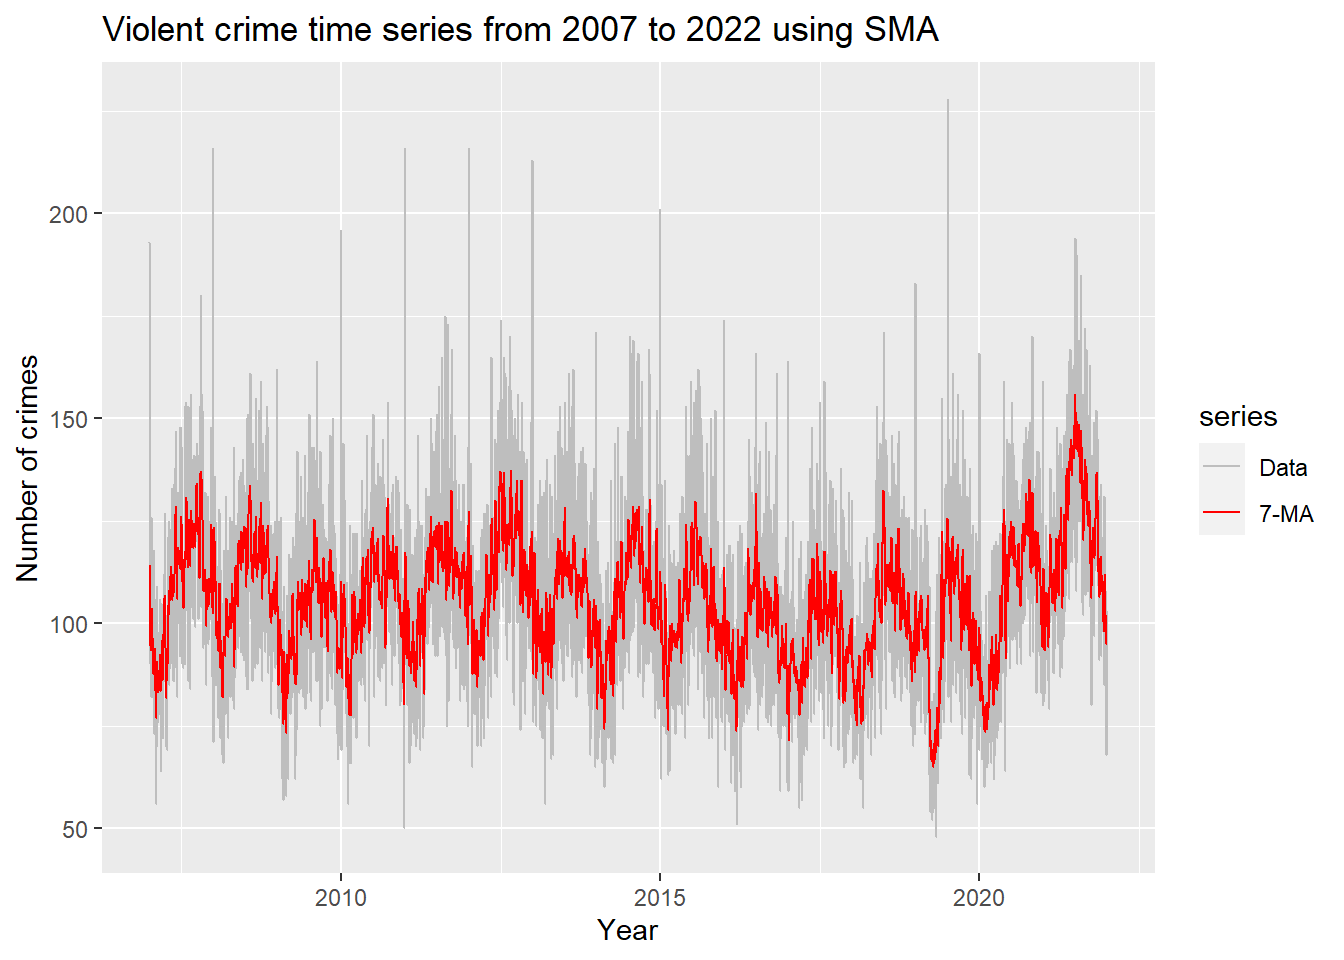 Violent crime time series from 2007 to 2022 using SMA
Number of crimes
200
150
100
50
2010
2015
2020
Year
series
Data
7-MA